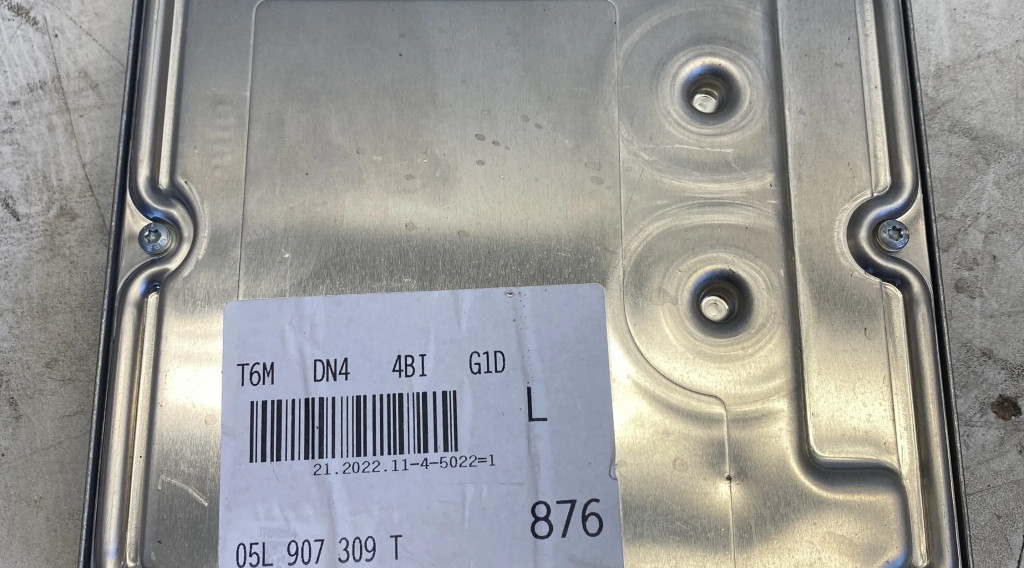 T6M DN4 4BI G1D
L
21.2022.11-4-5022=1
876
05L 907 309 T